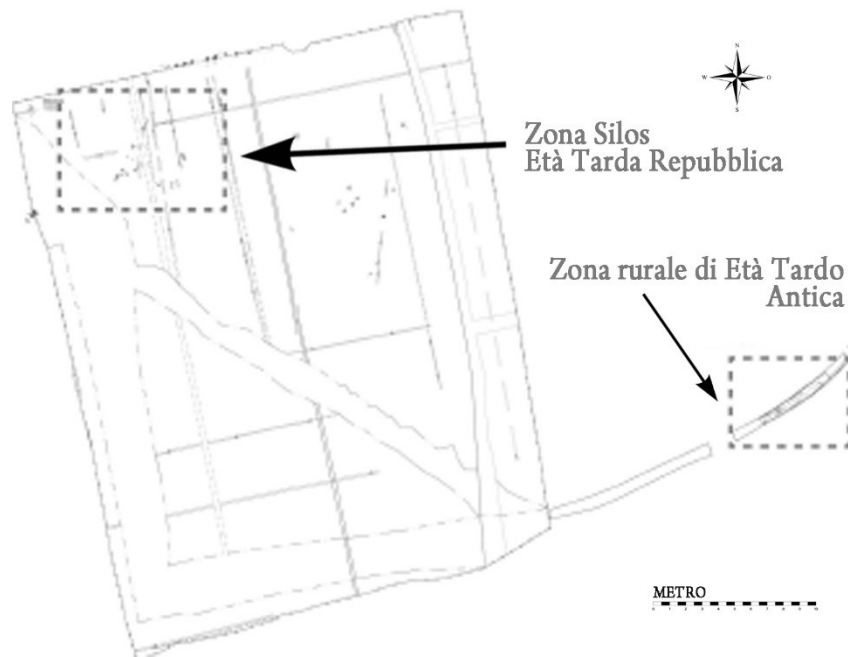 N
W
O
S
Zona Silos
Età Tarda Repubblica
Zona rurale di Età Tardo
Antica
METRO